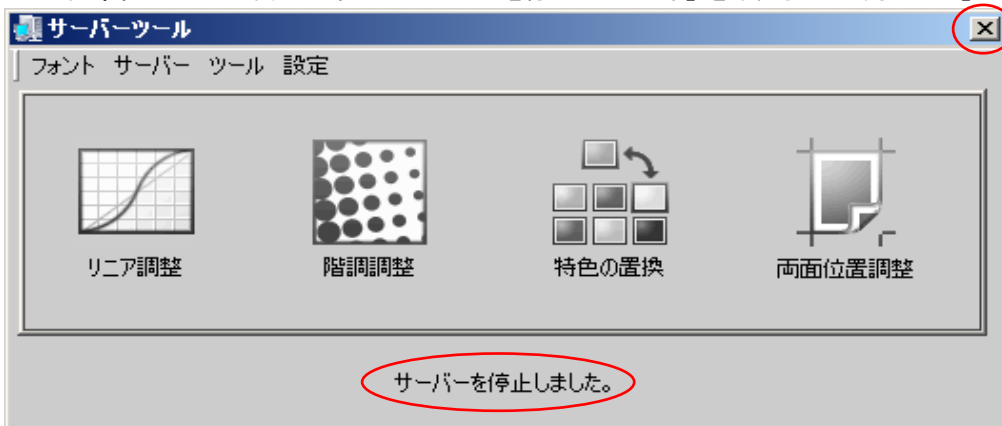 サーバーツール
フォント サーバー ツール 設定
リニア調整 階調調整 特色の置換 両面位置調整
サーバーを停止しました。